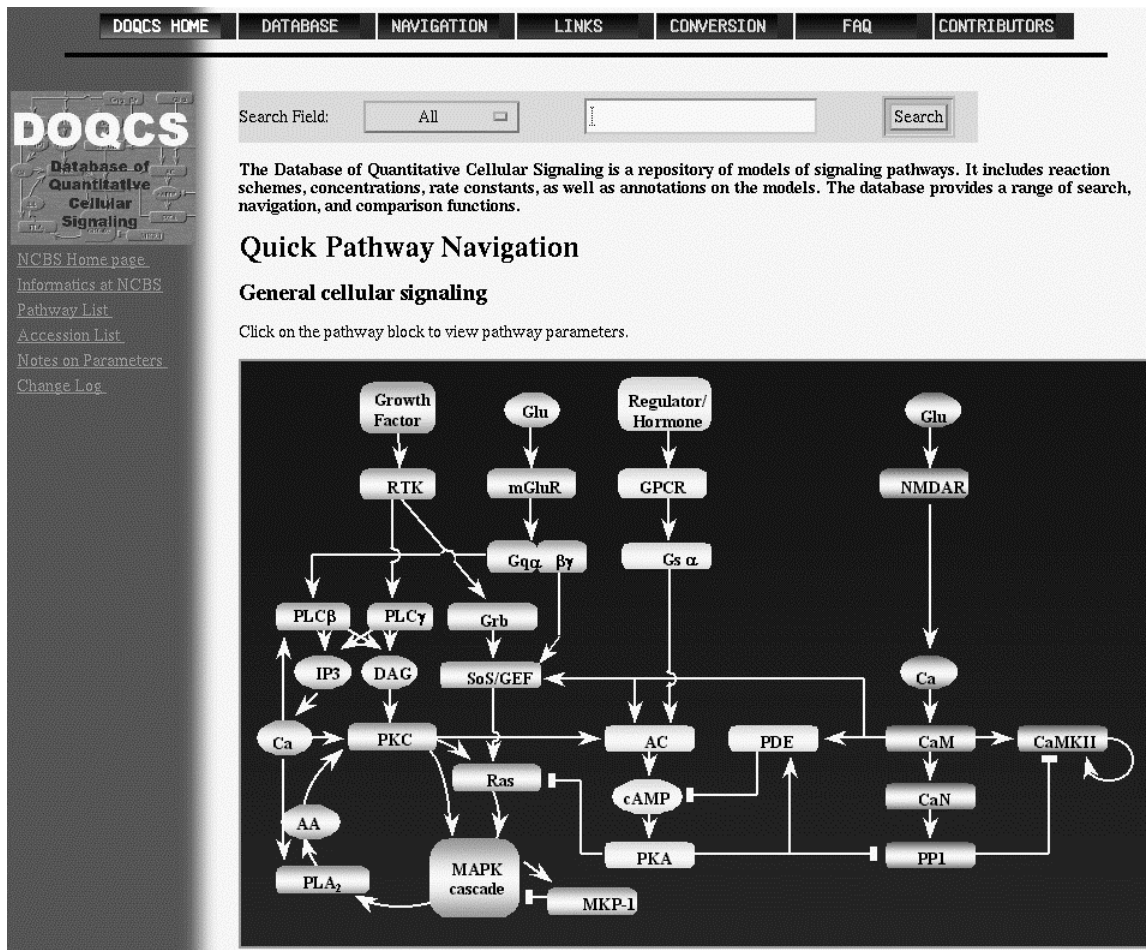 DOQCS HOME
DATABASE
NAVIGATION
LINKS
CONVERSION
FAQ
CONTRIBUTORS
DOQCS
Database of
Quantitative
Cellular
Signaling
NCBS Home page
Informatics at NCBS
Pathway List
Accession List
Notes on Parameters
Change Log
Search Field:
All
Search
The Database of Quantitative Cellular Signaling is a repository of models of signaling pathways. It includes reaction
schemes, concentrations, rate constants, as well as annotations on the models. The database provides a range of search,
navigation, and comparison functions.
Quick Pathway Navigation
General cellular signaling
Click on the pathway block to view pathway parameters.
Growth
Factor
Glu
Regulator/
Hormone
Glu
RTK
mGluR
GPCR
NMDAR
Gqα
βγ
Gs α
PLCβ
PLCγ
Grb
IP3
DAG
SoS/GEF
Ca
Ca
PKC
AC
PDE
CaM
CaMKII
Ras
cAMP
CaN
AA
MAPK
cascade
PKA
PP1
PLA₂
MKP-1